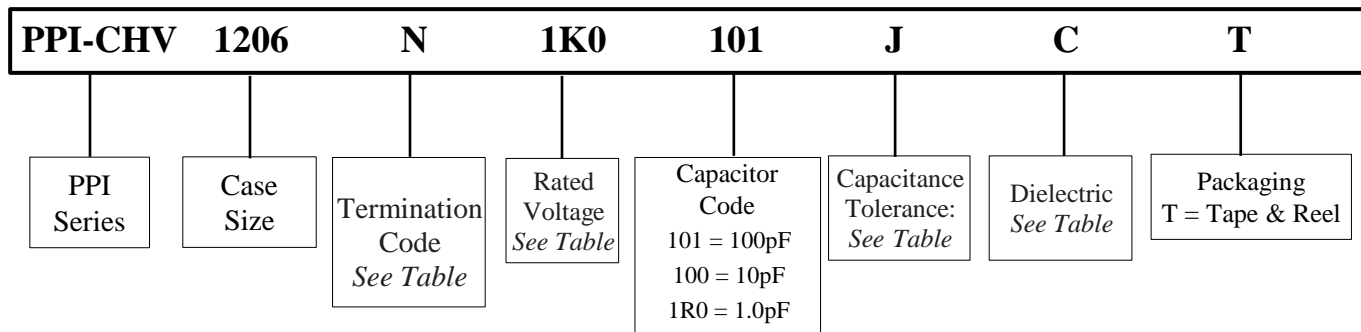 PPI-CHV 1206 N 1K0 101 J C T
PPI
Series
Case
Size
Termination
Code
See Table
Rated
Voltage
See Table
Capacitor
Code
101 = 100pF
100 = 10pF
1R0 = 1.0pF
Capacitance
Tolerance:
See Table
Dielectric
See Table
Packaging
T = Tape & Reel